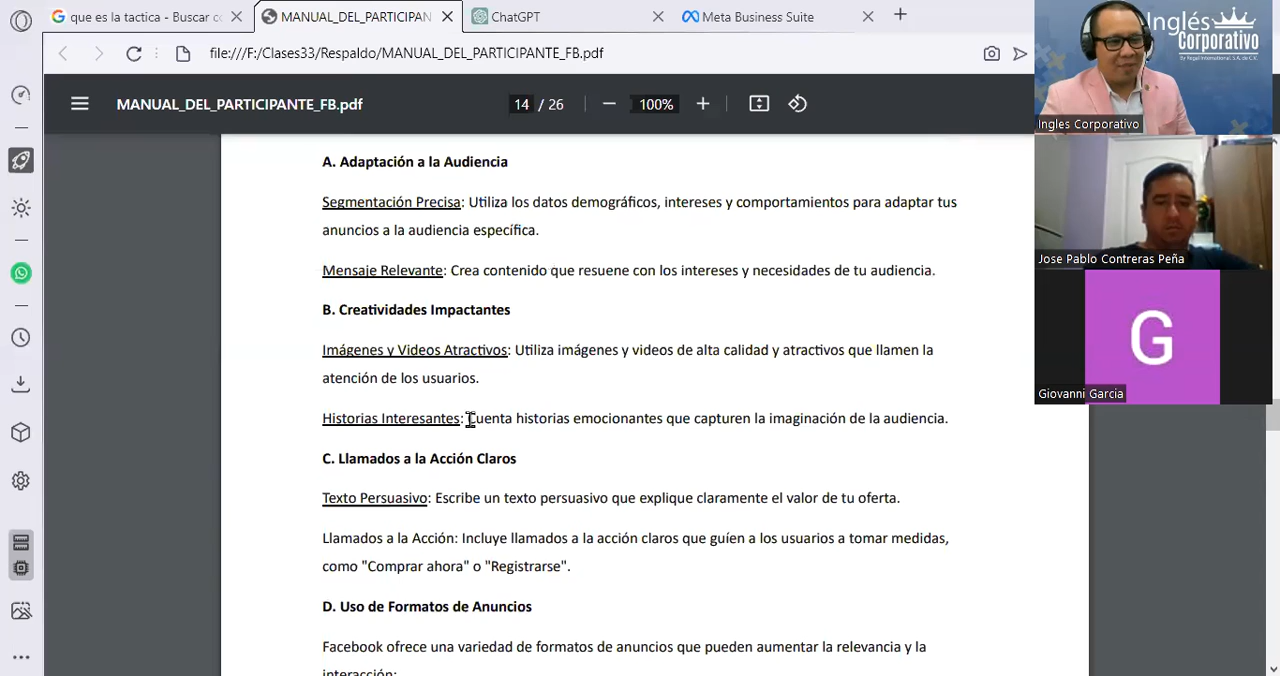 que es la tactica - Buscar c
MANUAL_DEL_PARTICIPAN
ChatGPT
Meta Business Suite
file:///F:/Clases33/Respaldo/MANUAL_DEL_PARTICIPANTE_FB.pdf
MANUAL_DEL_PARTICIPANTE_FB.pdf
14 / 26
100%
A. Adaptación a la Audiencia
Segmentación Precisa: Utiliza los datos demográficos, intereses y comportamientos para adaptar tus
anuncios a la audiencia específica.
Mensaje Relevante: Crea contenido que resuene con los intereses y necesidades de tu audiencia.
B. Creatividades Impactantes
Imágenes y Videos Atractivos: Utiliza imágenes y videos de alta calidad y atractivos que llamen la
atención de los usuarios.
Historias Interesantes: Cuenta historias emocionantes que capturen la imaginación de la audiencia.
C. Llamados a la Acción Claros
Texto Persuasivo: Escribe un texto persuasivo que explique claramente el valor de tu oferta.
Llamados a la Acción: Incluye llamados a la acción claros que guíen a los usuarios a tomar medidas,
como "Comprar ahora" o "Registrarse".
D. Uso de Formatos de Anuncios
Facebook ofrece una variedad de formatos de anuncios que pueden aumentar la relevancia y la
interacción:
Inglés
Corporativo
By Regal International, S.A. de C.V.
Ingles Corporativo
Jose Pablo Contreras Peña
G
Giovanni Garcia